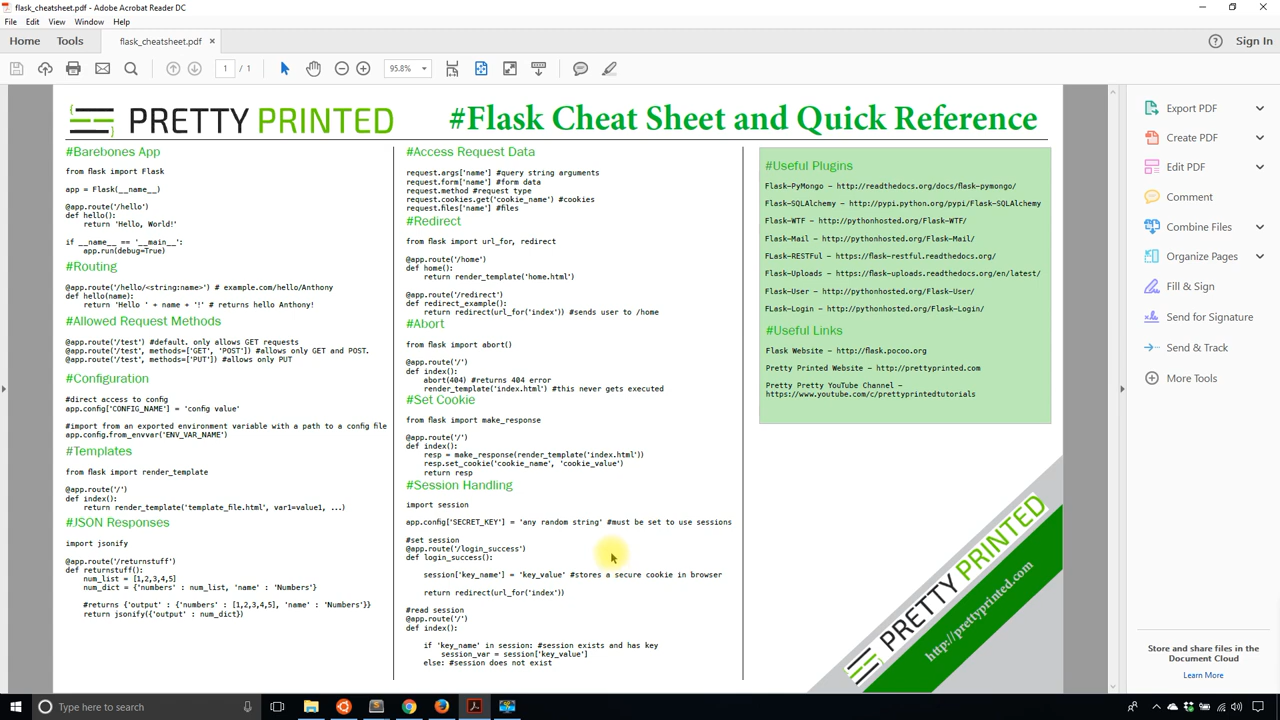 flask_cheatsheet.pdf - Adobe Acrobat Reader DC
File Edit View Window Help
Home Tools flask_cheatsheet.pdf × Sign In
1 / 1 95.8%
PRETTY PRINTED
#Flask Cheat Sheet and Quick Reference
#Barebones App
from flask import Flask
app = Flask(__name__)
@app.route('/hello')
def hello():
return 'Hello, World!'
if __name__ == '__main__':
app.run(debug=True)
#Routing
@app.route('/hello/<string:name>') # example.com/hello/Anthony
def hello(name):
return 'Hello ' + name + '!' # returns hello Anthony!
#Allowed Request Methods
@app.route('/test') #default. only allows GET requests
@app.route('/test', methods=['GET', 'POST']) #allows only GET and POST.
@app.route('/test', methods=['PUT']) #allows only PUT
#Configuration
#direct access to config
app.config['CONFIG_NAME'] = 'config value'
#import from an exported environment variable with a path to a config file
app.config.from_envvar('ENV_VAR_NAME')
#Templates
from flask import render_template
@app.route('/')
def index():
return render_template('template_file.html', var1=value1, ...)
#JSON Responses
import jsonify
@app.route('/returnstuff')
def returnstuff():
num_list = [1,2,3,4,5]
num_dict = {'numbers' : num_list, 'name' : 'Numbers'}
#returns {'output' : {'numbers' : [1,2,3,4,5], 'name' : 'Numbers'}}
return jsonify({'output' : num_dict})
#Access Request Data
request.args['name'] #query string arguments
request.form['name'] #form data
request.method #request type
request.cookies.get('cookie_name') #cookies
request.files['name'] #files
#Redirect
from flask import url_for, redirect
@app.route('/home')
def home():
return render_template('home.html')
@app.route('/redirect')
def redirect_example():
return redirect(url_for('index')) #sends user to /home
#Abort
from flask import abort()
@app.route('/')
def index():
abort(404) #returns 404 error
render_template('index.html') #this never gets executed
#Set Cookie
from flask import make_response
@app.route('/')
def index():
resp = make_response(render_template('index.html'))
resp.set_cookie('cookie_name', 'cookie_value')
return resp
#Session Handling
import session
app.config['SECRET_KEY'] = 'any random string' #must be set to use sessions
#set session
@app.route('/login_success')
def login_success():
session['key_name'] = 'key_value' #stores a secure cookie in browser
return redirect(url_for('index'))
#read session
@app.route('/')
def index():
if 'key_name' in session: #session exists and has key
session_var = session['key_value']
else: #session does not exist
#Useful Plugins
Flask-PyMongo – http://readthedocs.org/docs/flask-pymongo/
Flask-SQLAlchemy – http://pypi.python.org/pypi/Flask-SQLAlchemy
Flask-WTF – http://pythonhosted.org/Flask-WTF/
Flask-Mail – http://pythonhosted.org/Flask-Mail/
FLask-RESTFul – https://flask-restful.readthedocs.org/
Flask-Uploads – https://flask-uploads.readthedocs.org/en/latest/
Flask-User – http://pythonhosted.org/Flask-User/
FLask-Login – http://pythonhosted.org/Flask-Login/
#Useful Links
Flask Website – http://flask.pocoo.org
Pretty Printed Website – http://prettyprinted.com
Pretty Pretty YouTube Channel –
https://www.youtube.com/c/prettyprintedtutorials
PRETTY PRINTED
http://prettyprinted.com
Export PDF
Create PDF
Edit PDF
Comment
Combine Files
Organize Pages
Fill & Sign
Send for Signature
Send & Track
More Tools
Store and share files in the
Document Cloud
Learn More
Type here to search